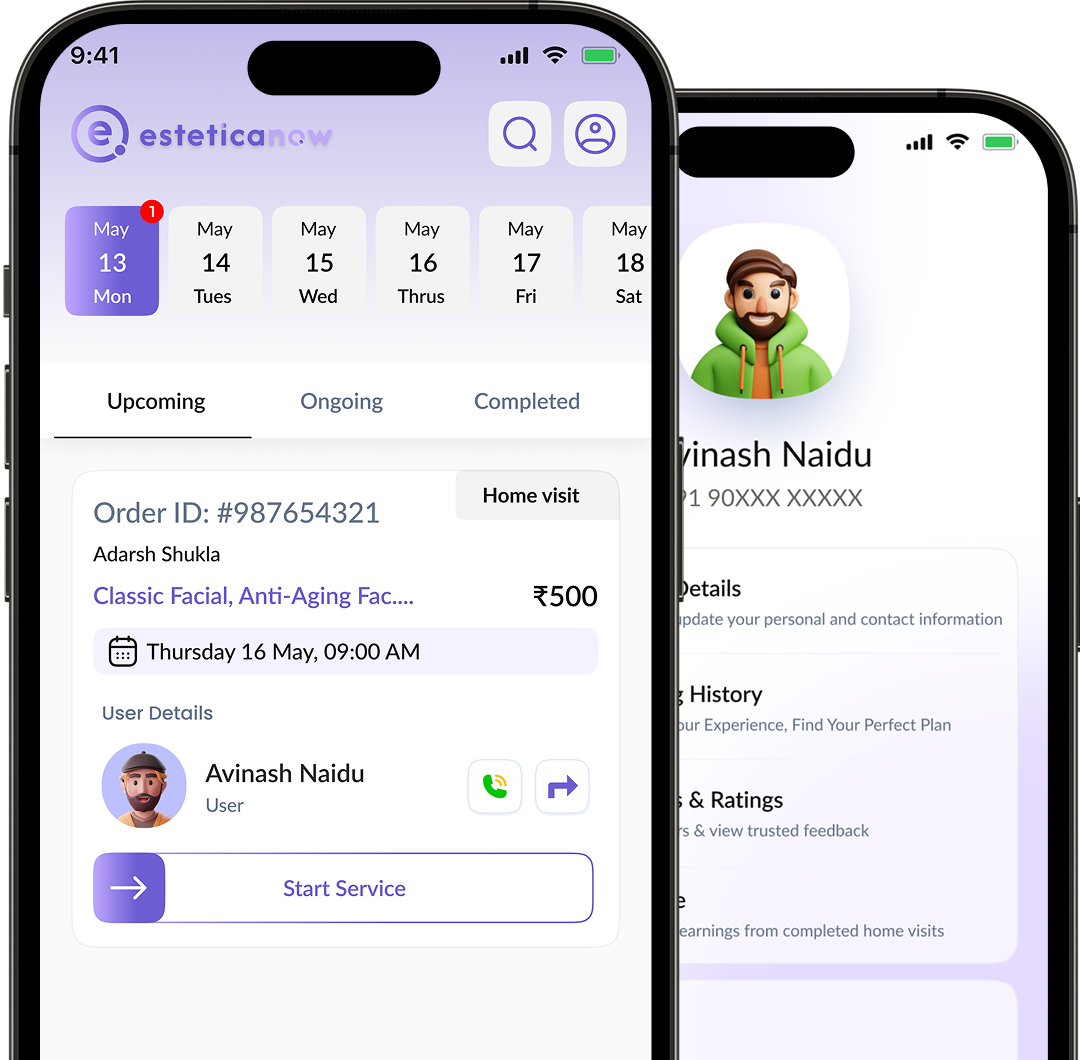 9:41
esteticanow
1
May May May May May May
13 14 15 16 17 18
Mon Tues Wed Thrus Fri Sat
Upcoming Ongoing Completed
Home visit
Order ID: #987654321
Adarsh Shukla
Classic Facial, Anti-Aging Fac.... ₹500
Thursday 16 May, 09:00 AM
User Details
Avinash Naidu
User
Start Service
vinash Naidu
91 90XXX XXXXX
Details
update your personal and contact information
g History
our Experience, Find Your Perfect Plan
s & Ratings
rs & view trusted feedback
e
earnings from completed home visits